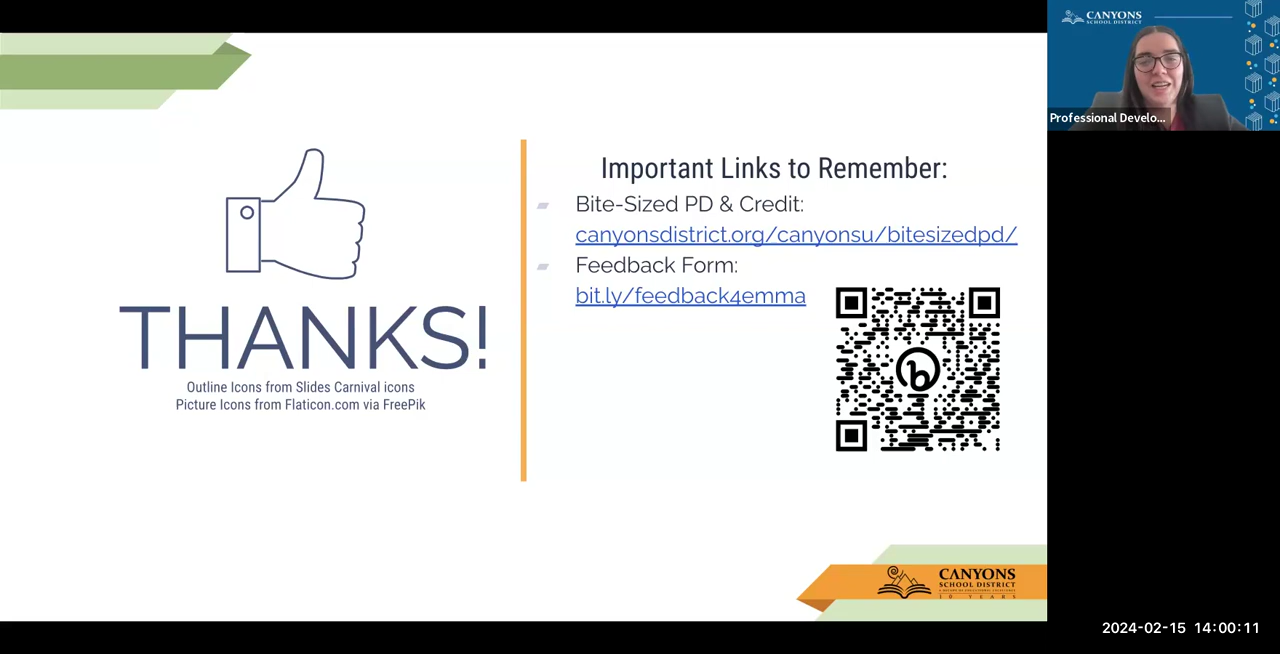 CANYONS
SCHOOL DISTRICT
Professional Develo...
Important Links to Remember:
Bite-Sized PD & Credit:
canyonsdistrict.org/canyonsu/bitesizedpd/
Feedback Form:
bit.ly/feedback4emma
THANKS!
Outline Icons from Slides Carnival icons
Picture Icons from Flaticon.com via FreePik
CANYONS
SCHOOL DISTRICT
10 YEARS
2024-02-15 14:00:11